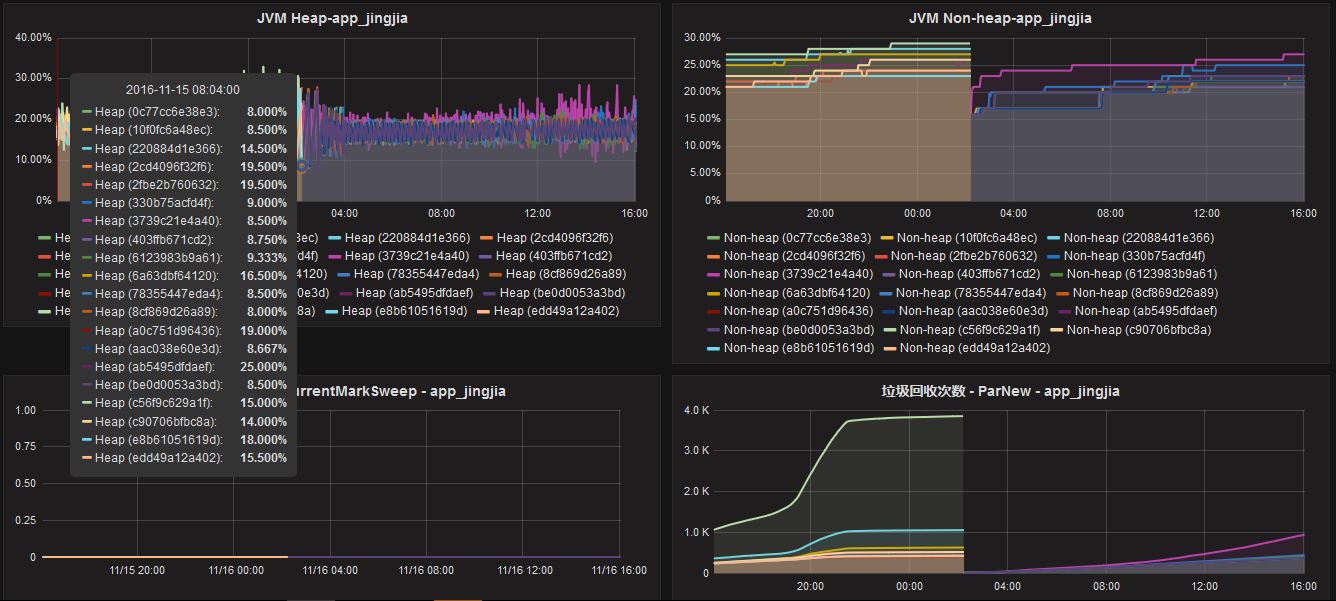 JVM Heap-app_jingjia
40.00%
30.00%
20.00%
10.00%
0%
04:00
08:00
12:00
16:00
2016-11-15 08:04:00
Heap (0c77cc6e38e3): 8.000%
Heap (10f0fc6a48ec): 8.500%
Heap (220884d1e366): 14.500%
Heap (2cd4096f32f6): 19.500%
Heap (2fbe2b760632): 19.500%
Heap (330b75acfd4f): 9.000%
Heap (3739c21e4a40): 8.500%
Heap (403ffb671cd2): 8.750%
Heap (6123983b9a61): 9.333%
Heap (6a63dbf64120): 16.500%
Heap (78355447eda4): 8.500%
Heap (8cf869d26a89): 8.000%
Heap (a0c751d96436): 19.000%
Heap (aac038e60e3d): 8.667%
Heap (ab5495dfdaef): 25.000%
Heap (be0d0053a3bd): 8.500%
Heap (c56f9c629a1f): 15.000%
Heap (c90706bfbc8a): 14.000%
Heap (e8b61051619d): 18.000%
Heap (edd49a12a402): 15.500%
He 8ec) Heap (220884d1e366) Heap (2cd4096f32f6)
He d4f) Heap (3739c21e4a40) Heap (403ffb671cd2)
He 4120) Heap (78355447eda4) Heap (8cf869d26a89)
He 0e3d) Heap (ab5495dfdaef) Heap (be0d0053a3bd)
He 8a) Heap (e8b61051619d) Heap (edd49a12a402)
JVM Non-heap-app_jingjia
30.00%
25.00%
20.00%
15.00%
10.00%
5.00%
0%
20:00
00:00
04:00
08:00
12:00
16:00
Non-heap (0c77cc6e38e3) Non-heap (10f0fc6a48ec) Non-heap (220884d1e366)
Non-heap (2cd4096f32f6) Non-heap (2fbe2b760632) Non-heap (330b75acfd4f)
Non-heap (3739c21e4a40) Non-heap (403ffb671cd2) Non-heap (6123983b9a61)
Non-heap (6a63dbf64120) Non-heap (78355447eda4) Non-heap (8cf869d26a89)
Non-heap (a0c751d96436) Non-heap (aac038e60e3d) Non-heap (ab5495dfdaef)
Non-heap (be0d0053a3bd) Non-heap (c56f9c629a1f) Non-heap (c90706bfbc8a)
Non-heap (e8b61051619d) Non-heap (edd49a12a402)
urrentMarkSweep - app_jingjia
1.00
0.75
0.50
0.25
0
11/15 20:00
11/16 00:00
11/16 04:00
11/16 08:00
11/16 12:00
11/16 16:00
垃圾回收次数 - ParNew - app_jingjia
4.0 K
3.0 K
2.0 K
1.0 K
0
20:00
00:00
04:00
08:00
12:00
16:00